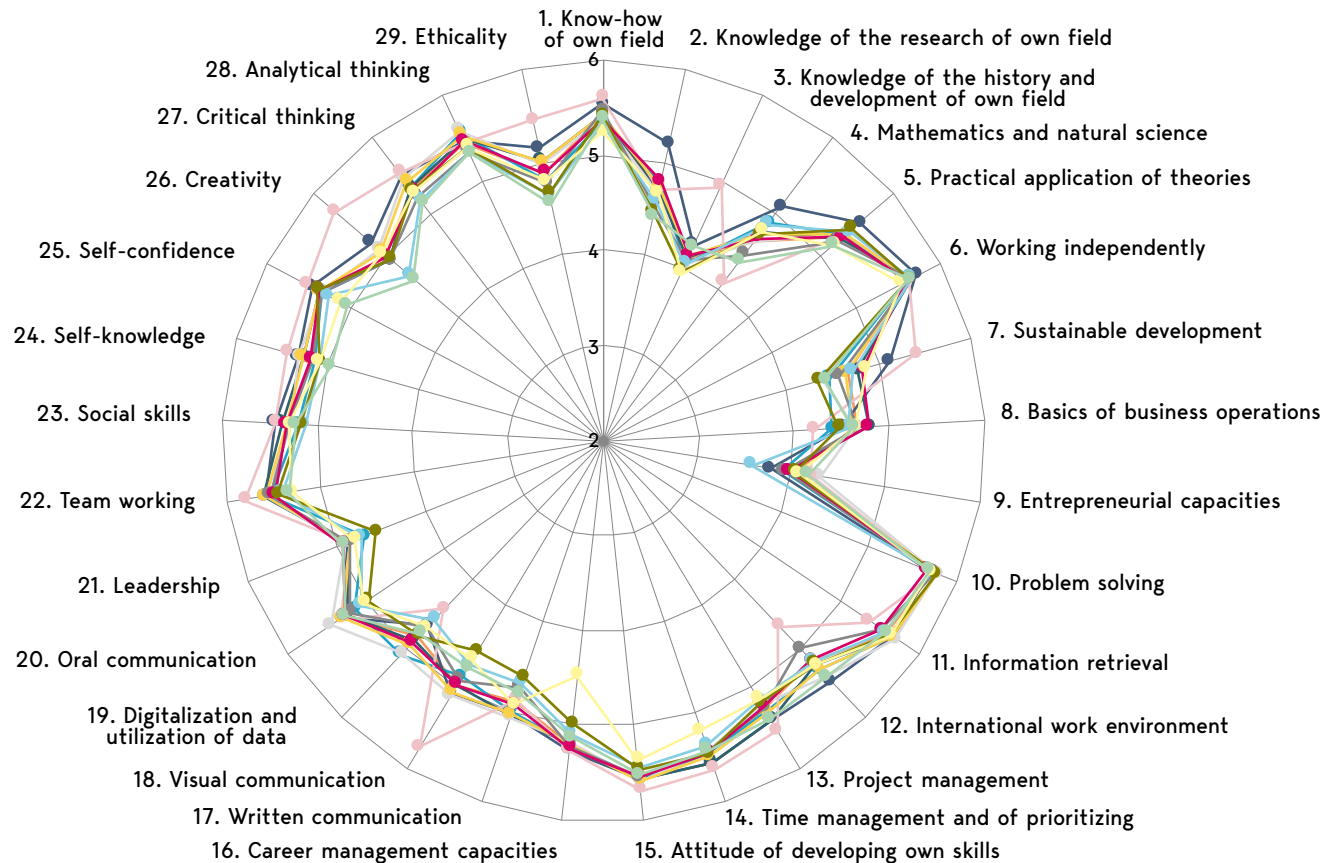 1. Know-how
of own field
2. Knowledge of the research of own field
3. Knowledge of the history and
development of own field
4. Mathematics and natural science
5. Practical application of theories
6. Working independently
7. Sustainable development
8. Basics of business operations
9. Entrepreneurial capacities
10. Problem solving
11. Information retrieval
12. International work environment
13. Project management
14. Time management and of prioritizing
15. Attitude of developing own skills
16. Career management capacities
17. Written communication
18. Visual communication
19. Digitalization and
utilization of data
20. Oral communication
21. Leadership
22. Team working
23. Social skills
24. Self-knowledge
25. Self-confidence
26. Creativity
27. Critical thinking
28. Analytical thinking
29. Ethicality
6
5
4
3
2